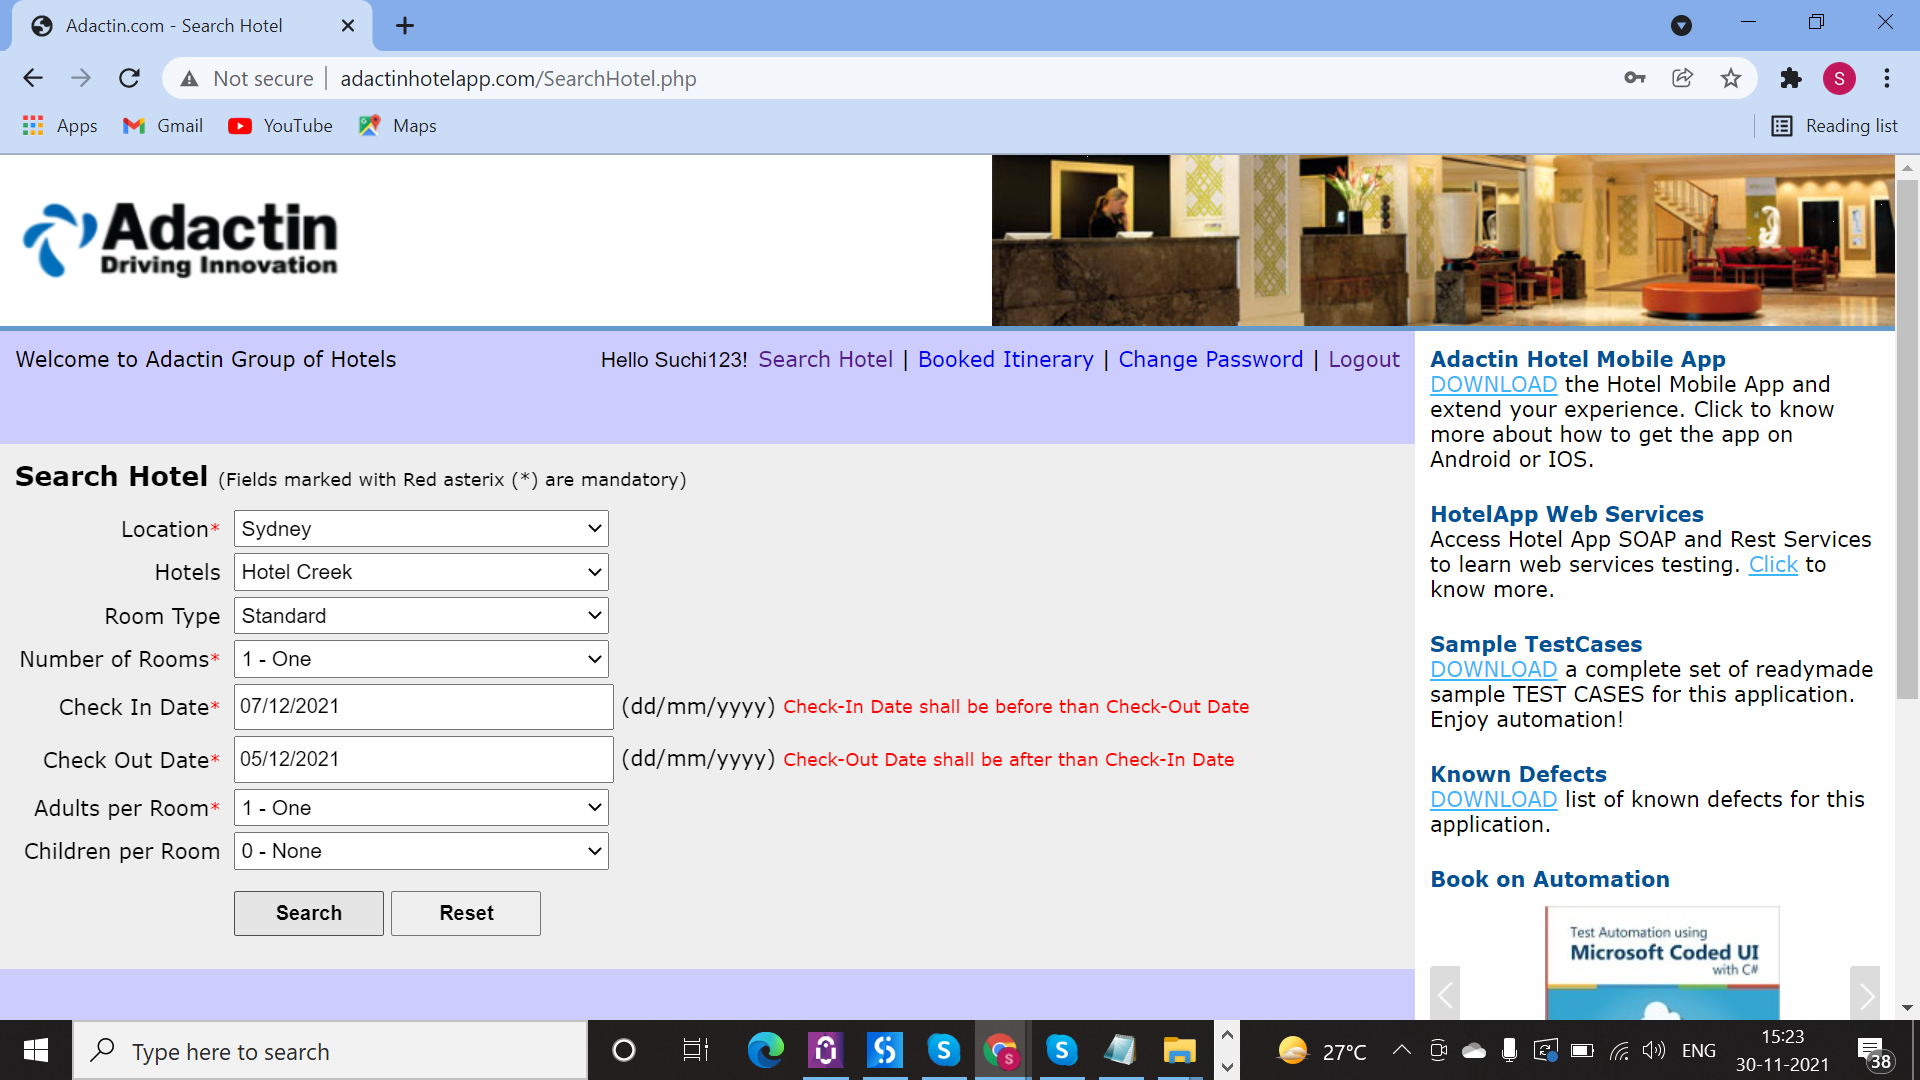 Adactin.com - Search Hotel
Not secure | adactinhotelapp.com/SearchHotel.php
S
Apps Gmail YouTube Maps Reading list
Adactin
Driving Innovation
Welcome to Adactin Group of Hotels
Hello Suchi123! Search Hotel | Booked Itinerary | Change Password | Logout
Search Hotel (Fields marked with Red asterix (*) are mandatory)
Location* Sydney
Hotels Hotel Creek
Room Type Standard
Number of Rooms* 1 - One
Check In Date* 07/12/2021 (dd/mm/yyyy) Check-In Date shall be before than Check-Out Date
Check Out Date* 05/12/2021 (dd/mm/yyyy) Check-Out Date shall be after than Check-In Date
Adults per Room* 1 - One
Children per Room 0 - None
Search Reset
Adactin Hotel Mobile App
DOWNLOAD the Hotel Mobile App and
extend your experience. Click to know
more about how to get the app on
Android or IOS.
HotelApp Web Services
Access Hotel App SOAP and Rest Services
to learn web services testing. Click to
know more.
Sample TestCases
DOWNLOAD a complete set of readymade
sample TEST CASES for this application.
Enjoy automation!
Known Defects
DOWNLOAD list of known defects for this
application.
Book on Automation
Test Automation using
Microsoft Coded UI
with C#
Type here to search
S
27°C
ENG
15:23
30-11-2021
38